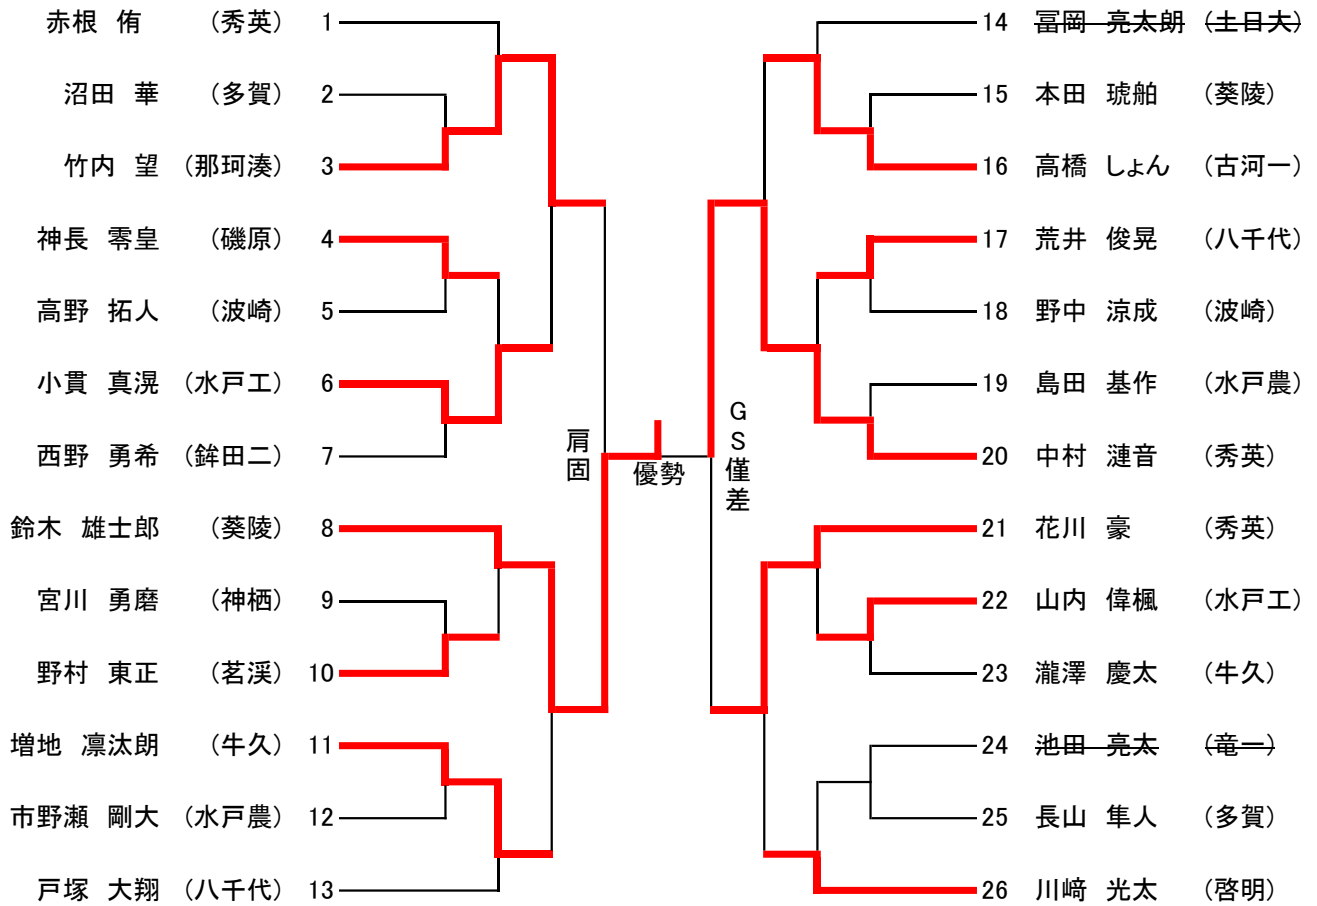 赤根 侑 (秀英) 1
沼田 華 (多賀) 2
竹内 望 (那珂湊) 3
神長 零皇 (磯原) 4
高野 拓人 (波崎) 5
小貫 真滉 (水戸工) 6
西野 勇希 (鉾田二) 7
鈴木 雄士郎 (葵陵) 8
宮川 勇磨 (神栖) 9
野村 東正 (茗溪) 10
増地 凛汰朗 (牛久) 11
市野瀬 剛大 (水戸農) 12
戸塚 大翔 (八千代) 13
肩固
優勢
GS僅差
14 冨岡 亮太朗 (土日大)
15 本田 琥舶 (葵陵)
16 高橋 しょん (古河一)
17 荒井 俊晃 (八千代)
18 野中 涼成 (波崎)
19 島田 基作 (水戸農)
20 中村 漣音 (秀英)
21 花川 豪 (秀英)
22 山内 偉楓 (水戸工)
23 瀧澤 慶太 (牛久)
24 池田 亮太 (竜一)
25 長山 隼人 (多賀)
26 川﨑 光太 (啓明)